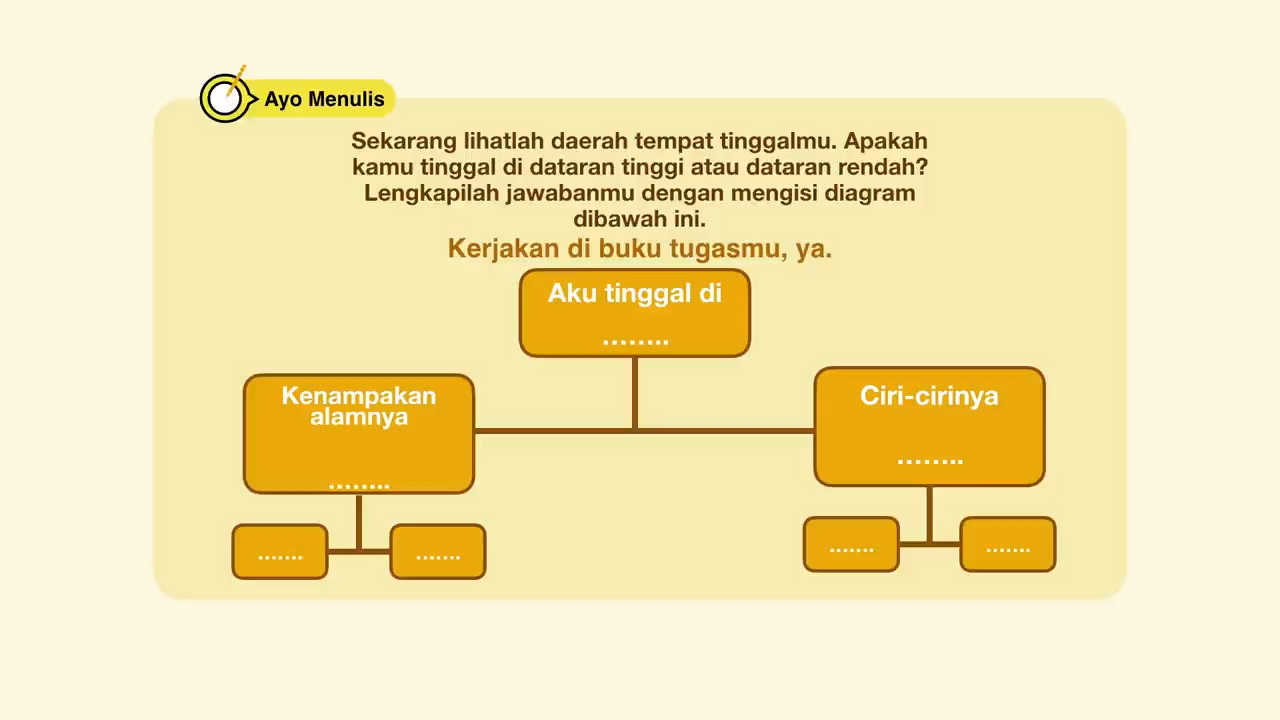 Ayo Menulis
Sekarang lihatlah daerah tempat tinggalmu. Apakah
kamu tinggal di dataran tinggi atau dataran rendah?
Lengkapilah jawabanmu dengan mengisi diagram
dibawah ini.
Kerjakan di buku tugasmu, ya.
Aku tinggal di
........
Kenampakan
alamnya
........
Ciri-cirinya
........
.......
.......
.......
.......